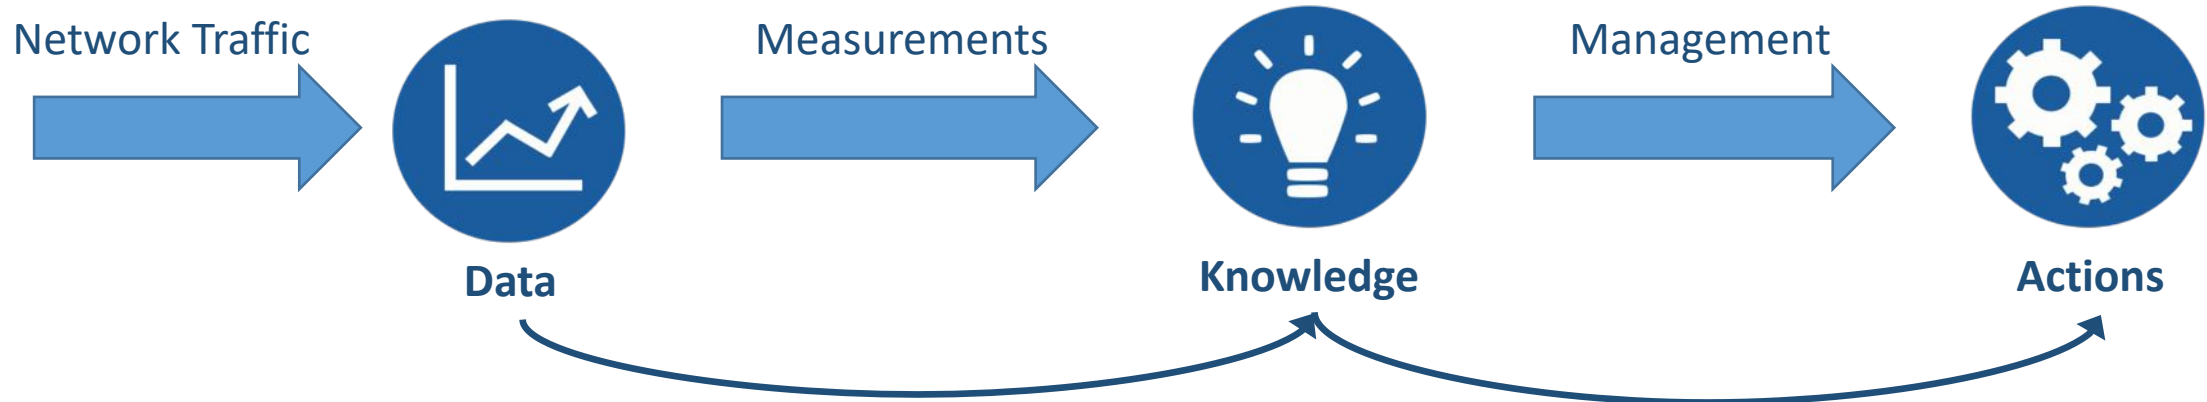 Network Traffic
Measurements
Management
Data
Knowledge
Actions